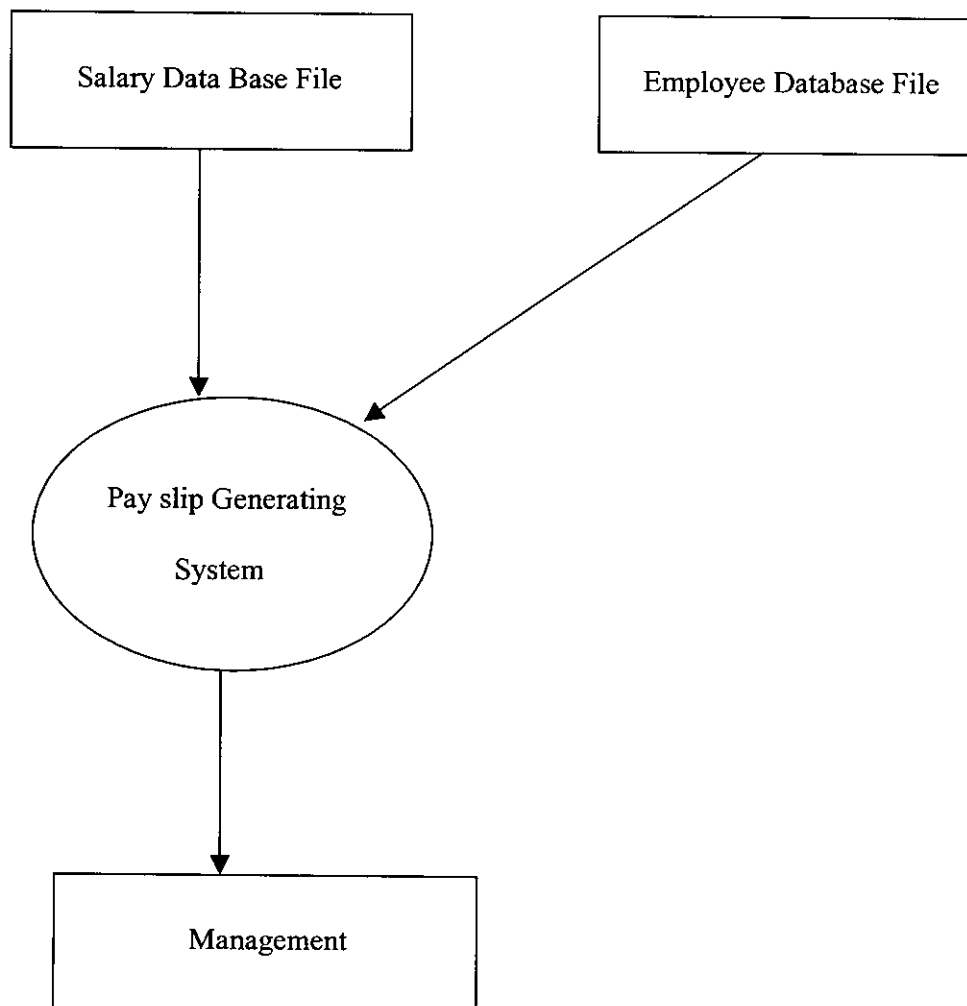 Salary Data Base File
Employee Database File
Pay slip Generating
System
Management